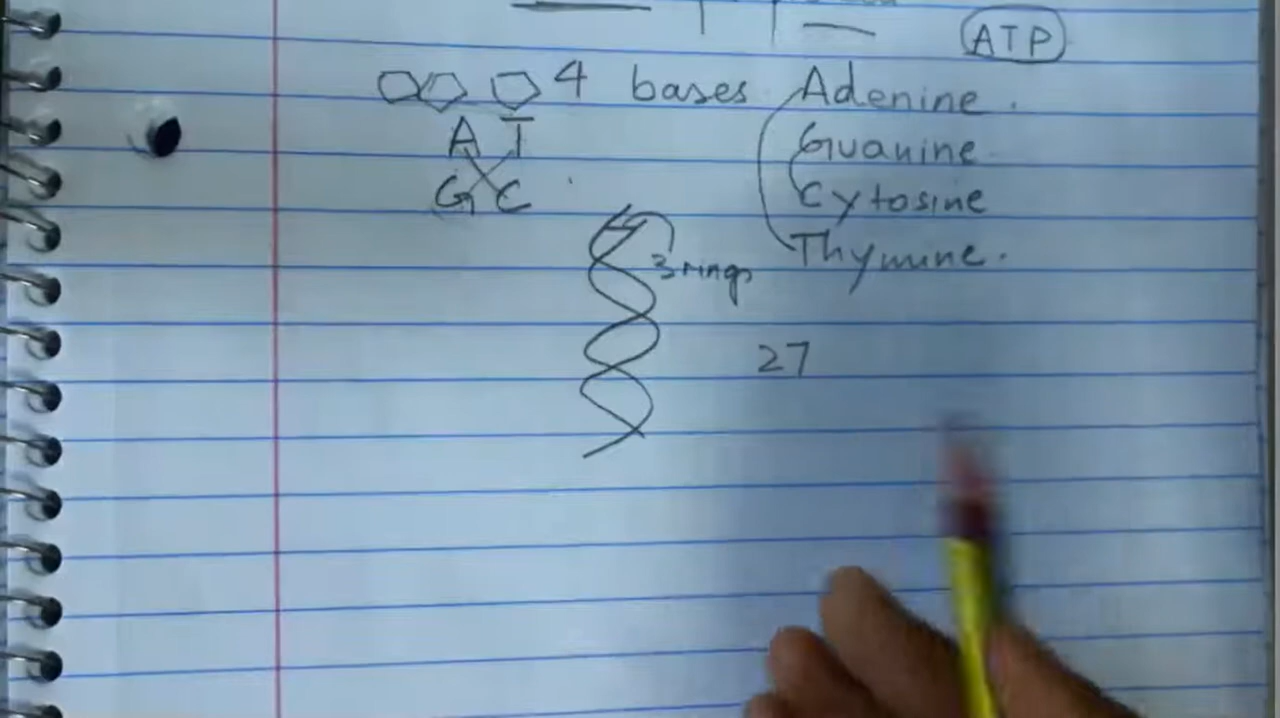 ATP
4 bases Adenine.
A T Guanine
G C Cytosine
3 rings Thymine.
27